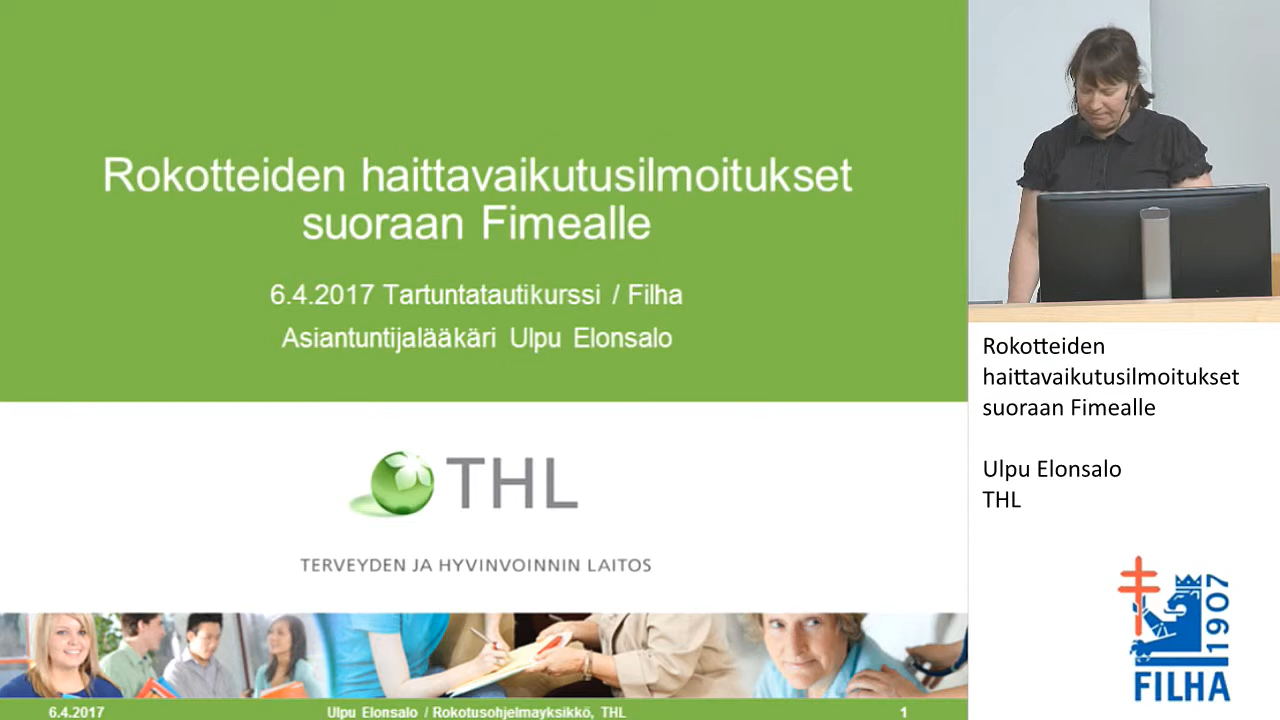 Rokotteiden haittavaikutusilmoitukset
suoraan Fimealle
6.4.2017 Tartuntatautikurssi / Filha
Asiantuntijalääkäri Ulpu Elonsalo
THL
TERVEYDEN JA HYVINVOINNIN LAITOS
6.4.2017
Ulpu Elonsalo / Rokotusohjelmayksikkö, THL
1
Rokotteiden
haittavaikutusilmoitukset
suoraan Fimealle
Ulpu Elonsalo
THL
1907
FILHA